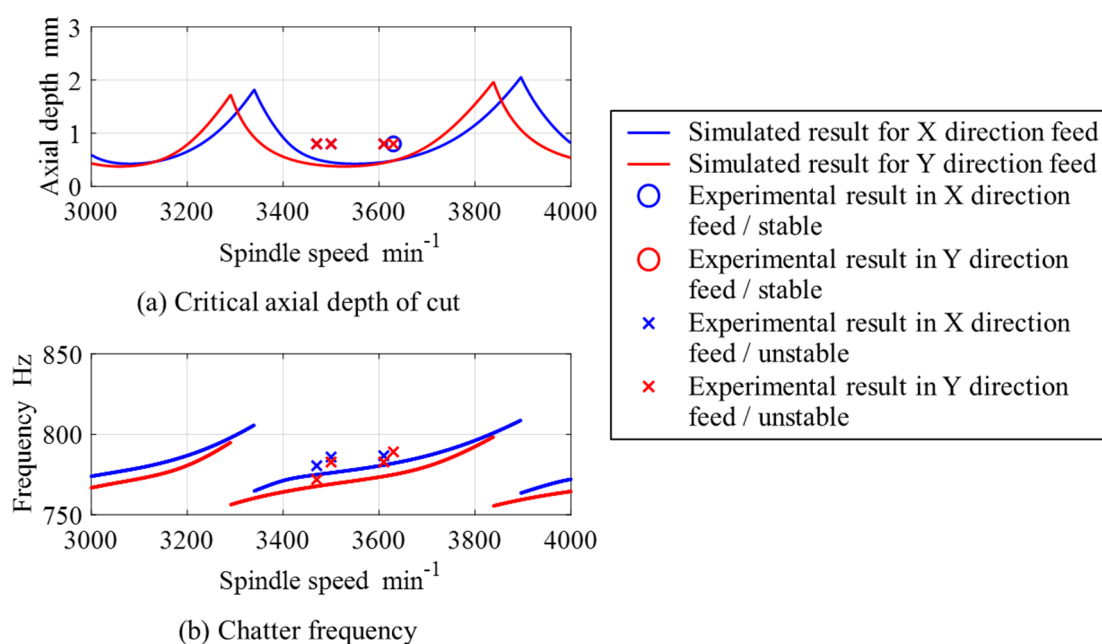 3
2
1
0
Axial depth mm
3000 3200 3400 3600 3800 4000
Spindle speed min-1
(a) Critical axial depth of cut
850
800
750
Frequency Hz
3000 3200 3400 3600 3800 4000
Spindle speed min-1
(b) Chatter frequency
Simulated result for X direction feed
Simulated result for Y direction feed
Experimental result in X direction
feed / stable
Experimental result in Y direction
feed / stable
Experimental result in X direction
feed / unstable
Experimental result in Y direction
feed / unstable